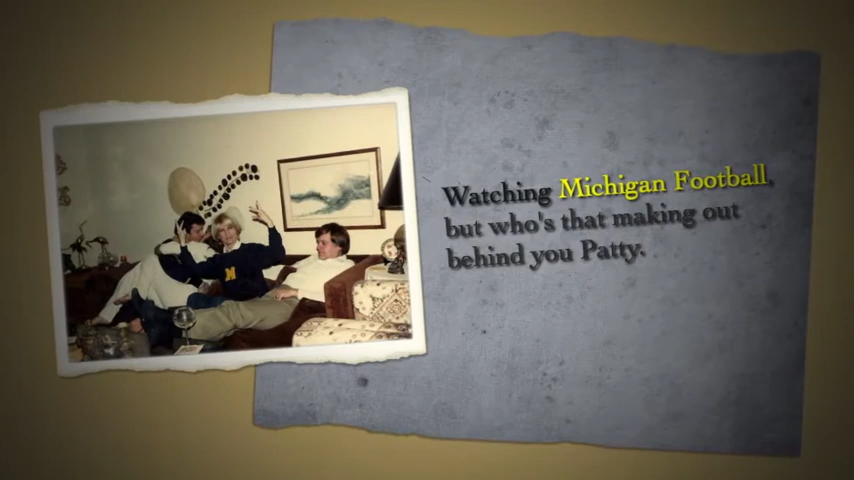 Watching Michigan Football,
but who's that making out
behind you Patty.
M